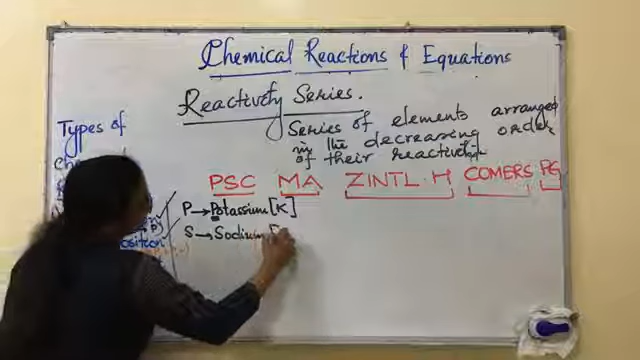 Chemical Reactions & Equations
Reactivity Series.
Series of elements arranged
in the decreasing order
of their reactivity
Types of
PSC MA ZINTL·H COMERS PG
P→Potassium[K]
S→Sodium[